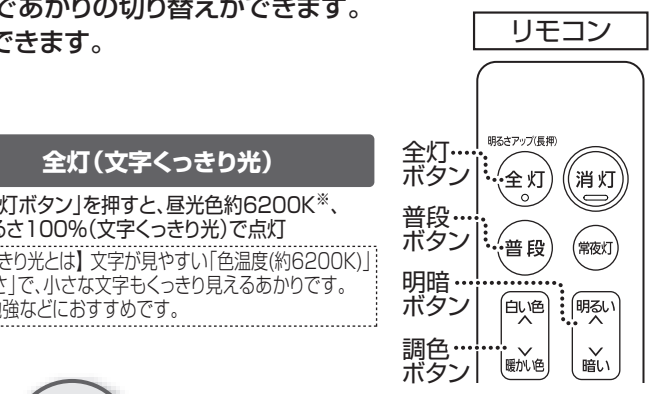 であかりの切り替えができます。
できます。
全灯(文字くっきり光)
灯ボタン」を押すと、昼光色約6200K※、
るさ100%(文字くっきり光)で点灯
きり光とは】文字が見やすい「色温度(約6200K)」
さ」で、小さな文字もくっきり見えるあかりです。
強などにおすすめです。
リモコン
明るさアップ(長押)
全灯
ボタン
全灯
消灯
普段
ボタン
普段
常夜灯
明暗
ボタン
白い色
明るい
調色
ボタン
暖かい色
暗い